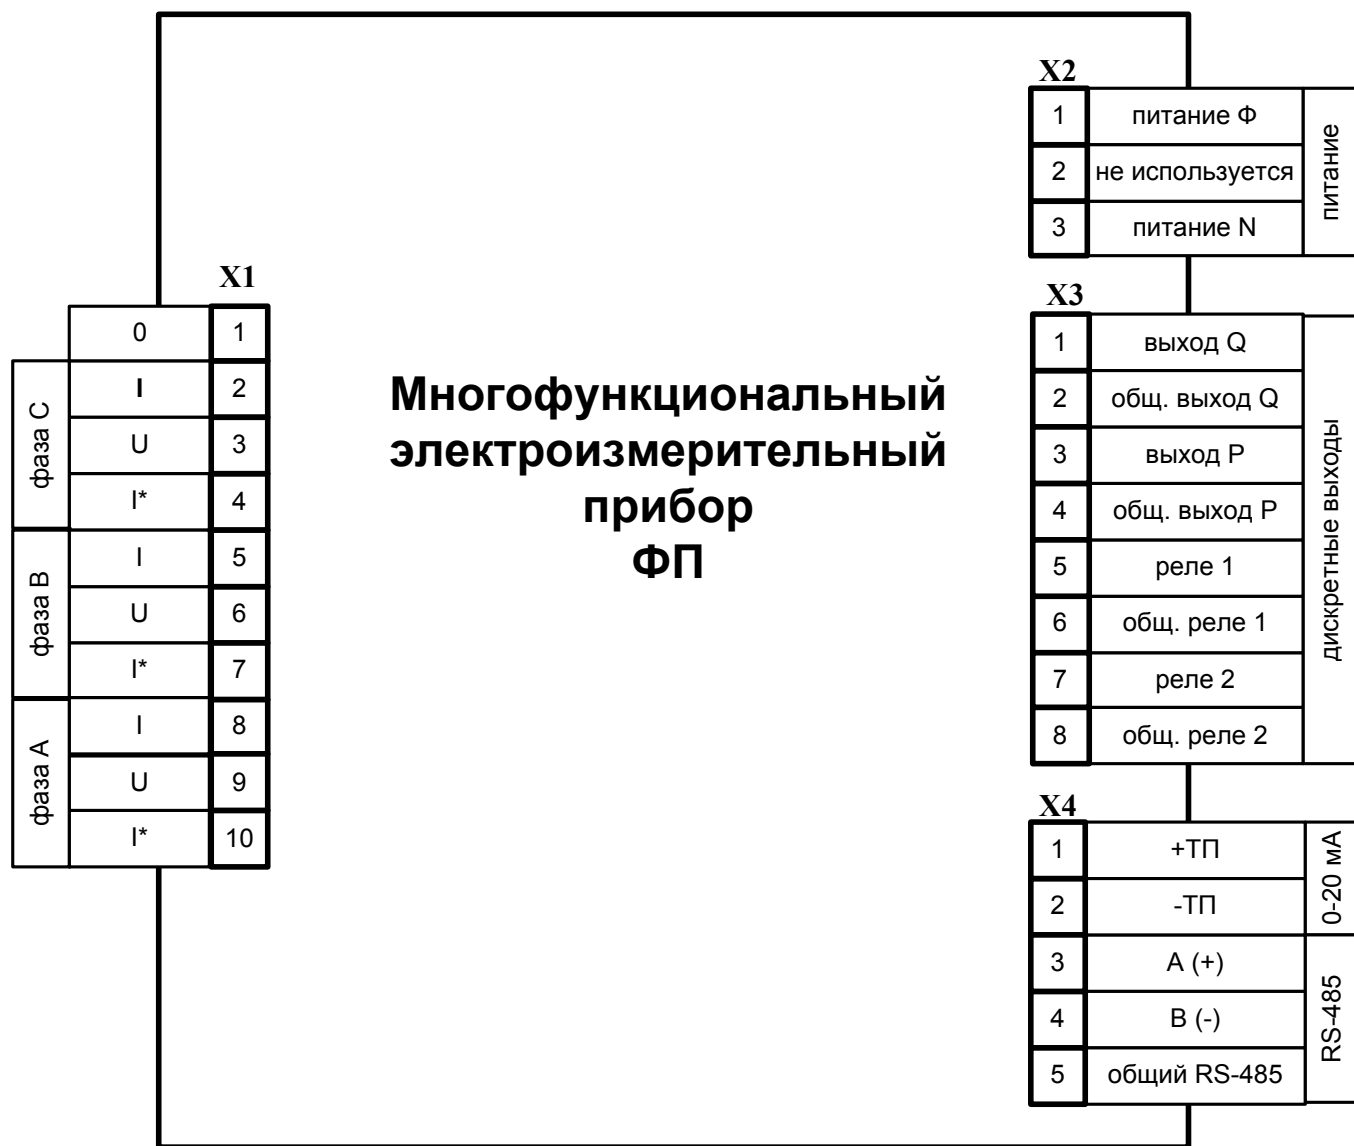 X1
0 1
фаза C
I 2
U 3
I* 4
фаза B
I 5
U 6
I* 7
фаза A
I 8
U 9
I* 10
Многофункциональный
электроизмерительный
прибор
ФП
X2
1 питание Ф
2 не используется
3 питание N
питание
X3
1 выход Q
2 общ. выход Q
3 выход P
4 общ. выход P
5 реле 1
6 общ. реле 1
7 реле 2
8 общ. реле 2
дискретные выходы
X4
1 +ТП
2 -ТП
0-20 мА
3 A (+)
4 B (-)
5 общий RS-485
RS-485